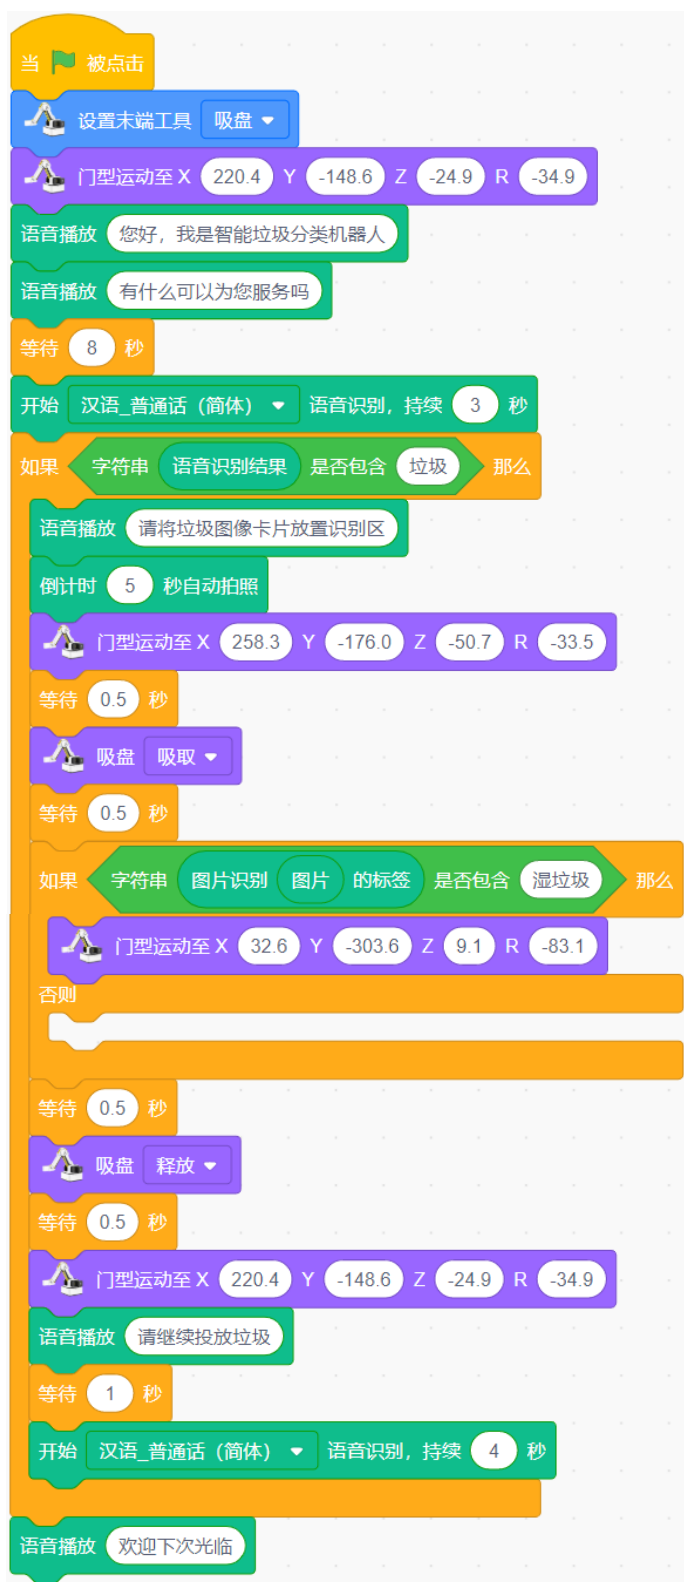 当 被点击
设置末端工具 吸盘
门型运动至 X 220.4 Y -148.6 Z -24.9 R -34.9
语音播放 您好，我是智能垃圾分类机器人
语音播放 有什么可以为您服务吗
等待 8 秒
开始 汉语_普通话（简体） 语音识别，持续 3 秒
如果 字符串 语音识别结果 是否包含 垃圾 那么
语音播放 请将垃圾图像卡片放置识别区
倒计时 5 秒自动拍照
门型运动至 X 258.3 Y -176.0 Z -50.7 R -33.5
等待 0.5 秒
吸盘 吸取
等待 0.5 秒
如果 字符串 图片识别 图片 的标签 是否包含 湿垃圾 那么
门型运动至 X 32.6 Y -303.6 Z 9.1 R -83.1
否则
等待 0.5 秒
吸盘 释放
等待 0.5 秒
门型运动至 X 220.4 Y -148.6 Z -24.9 R -34.9
语音播放 请继续投放垃圾
等待 1 秒
开始 汉语_普通话（简体） 语音识别，持续 4 秒
语音播放 欢迎下次光临